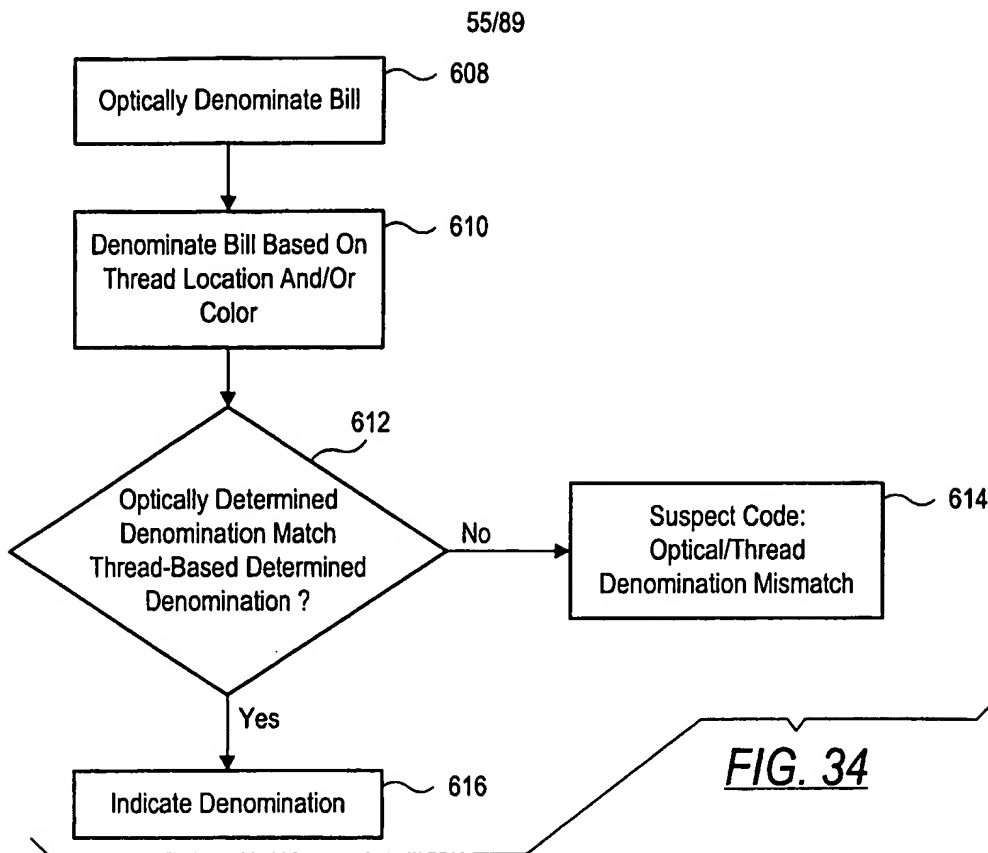 55/89
Optically Denominate Bill
608
Denominate Bill Based On
Thread Location And/Or
Color
610
612
Optically Determined
Denomination Match
Thread-Based Determined
Denomination ?
No
Suspect Code:
Optical/Thread
Denomination Mismatch
614
Yes
Indicate Denomination
616
FIG. 34